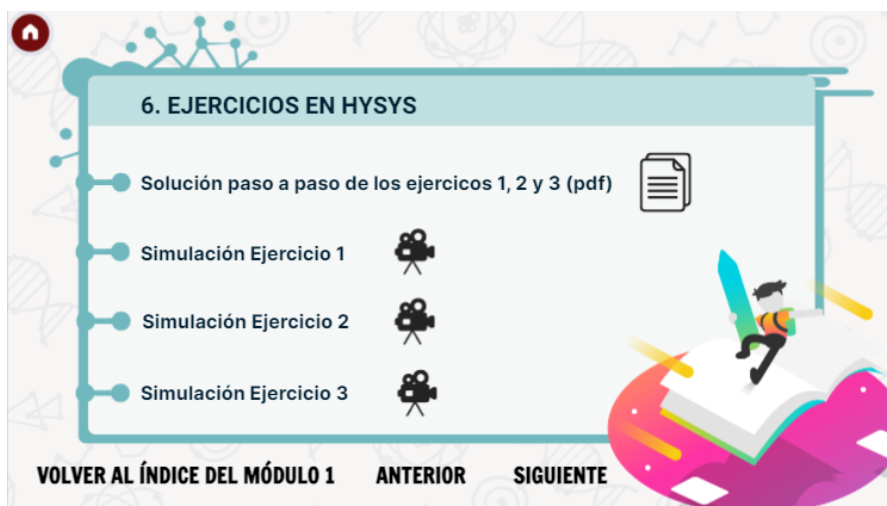 6. EJERCICIOS EN HYSYS
Solución paso a paso de los ejercicos 1, 2 y 3 (pdf)
Simulación Ejercicio 1
Simulación Ejercicio 2
Simulación Ejercicio 3
VOLVER AL ÍNDICE DEL MÓDULO 1 ANTERIOR SIGUIENTE